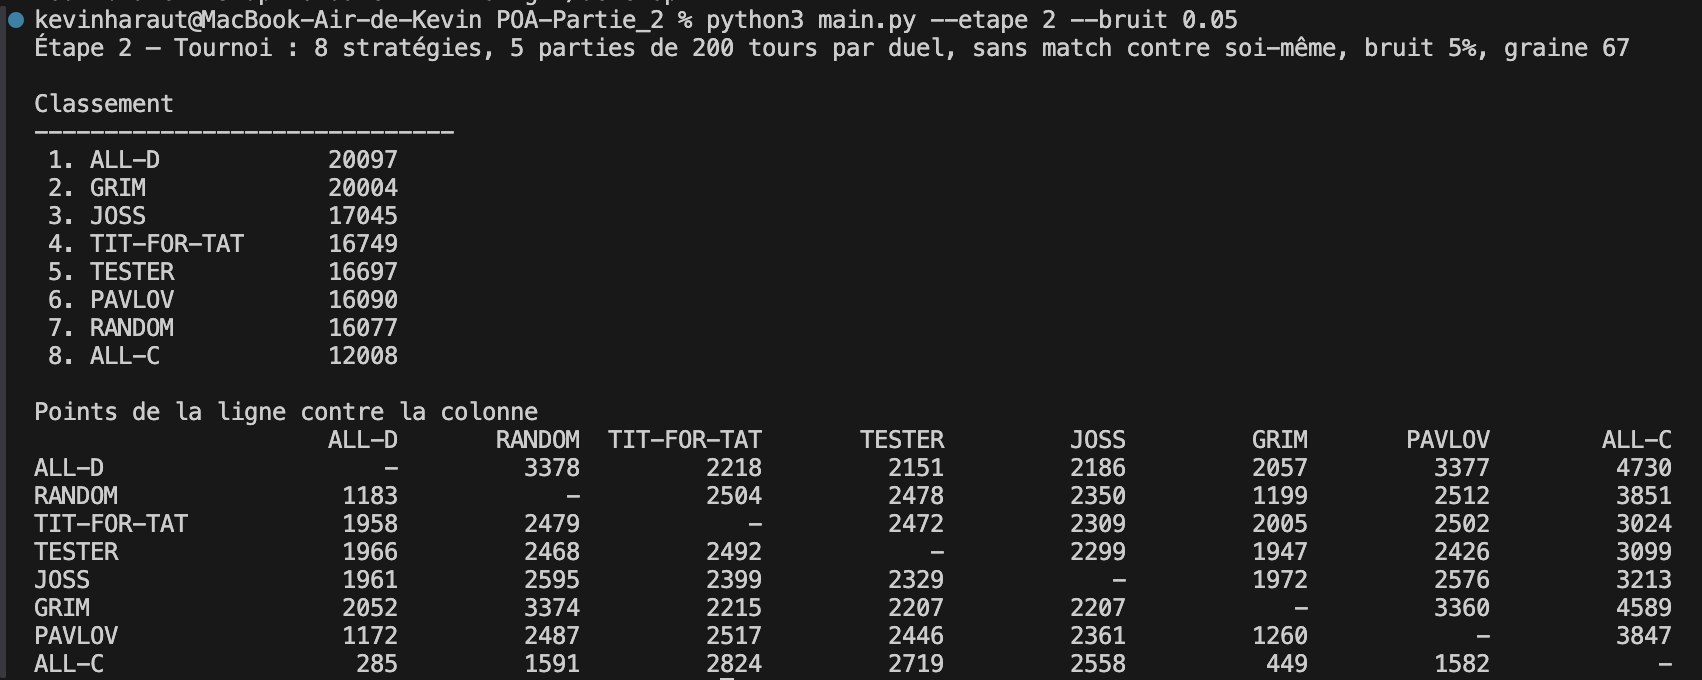 kevinharaut@MacBook-Air-de-Kevin POA-Partie_2 % python3 main.py --etape 2 --bruit 0.05
Étape 2 — Tournoi : 8 stratégies, 5 parties de 200 tours par duel, sans match contre soi-même, bruit 5%, graine 67
Classement
------------------------------
1. ALL-D 20097
2. GRIM 20004
3. JOSS 17045
4. TIT-FOR-TAT 16749
5. TESTER 16697
6. PAVLOV 16090
7. RANDOM 16077
8. ALL-C 12008
Points de la ligne contre la colonne
ALL-D RANDOM TIT-FOR-TAT TESTER JOSS GRIM PAVLOV ALL-C
ALL-D - 3378 2218 2151 2186 2057 3377 4730
RANDOM 1183 - 2504 2478 2350 1199 2512 3851
TIT-FOR-TAT 1958 2479 - 2472 2309 2005 2502 3024
TESTER 1966 2468 2492 - 2299 1947 2426 3099
JOSS 1961 2595 2399 2329 - 1972 2576 3213
GRIM 2052 3374 2215 2207 2207 - 3360 4589
PAVLOV 1172 2487 2517 2446 2361 1260 - 3847
ALL-C 285 1591 2824 2719 2558 449 1582 -